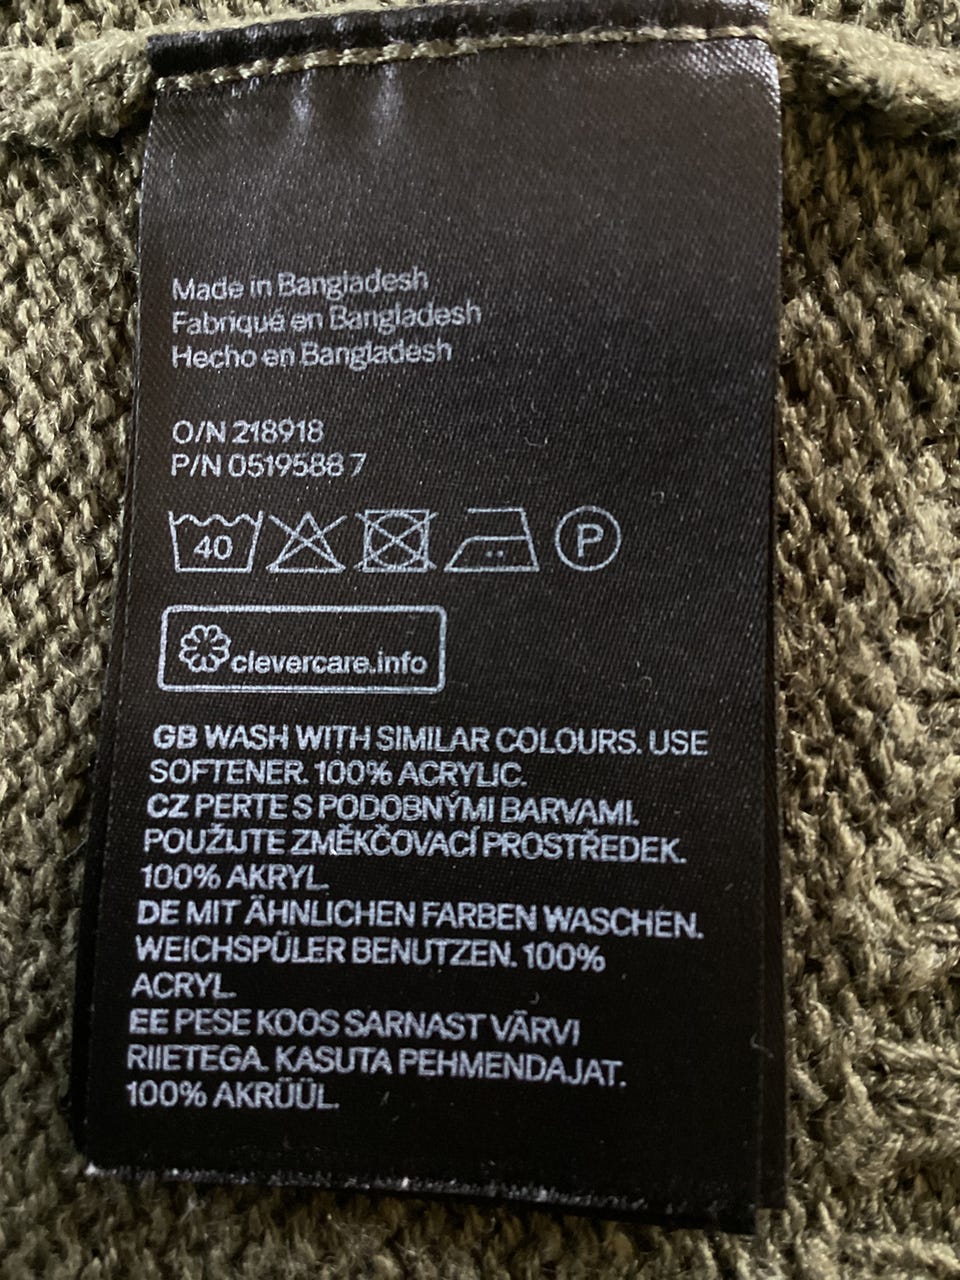 Made in Bangladesh
Fabriqué en Bangladesh
Hecho en Bangladesh
O/N 218918
P/N 0519588 7
40 P
clevercare.info
GB WASH WITH SIMILAR COLOURS. USE
SOFTENER. 100% ACRYLIC.
CZ PERTE S PODOBNÝMI BARVAMI.
POUŽIJTE ZMĚKČOVACÍ PROSTŘEDEK.
100% AKRYL
DE MIT ÄHNLICHEN FARBEN WASCHEN.
WEICHSPÜLER BENUTZEN. 100%
ACRYL
EE PESE KOOS SARNAST VÄRVI
RIIETEGA. KASUTA PEHMENDAJAT.
100% AKRÜÜL.